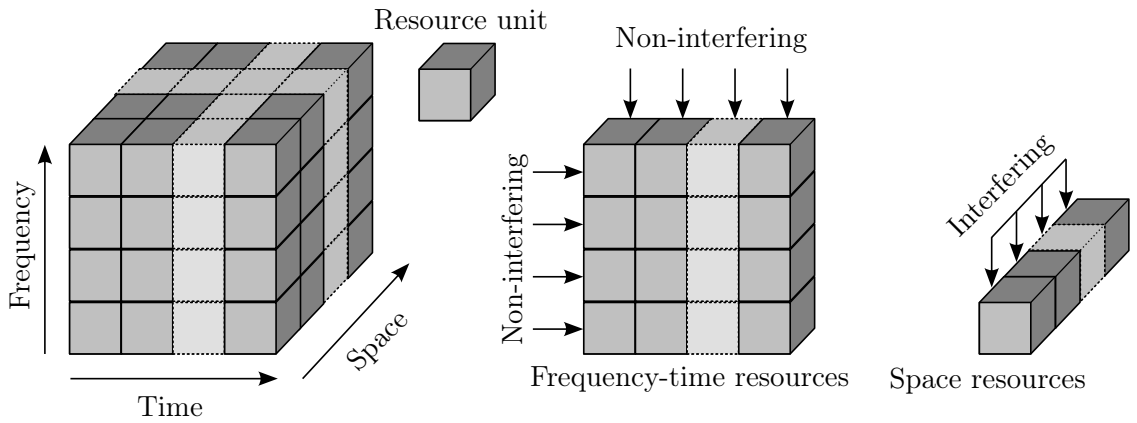 Resource unit
Non-interfering
Frequency
Non-interfering
Interfering
Space
Time
Frequency-time resources
Space resources